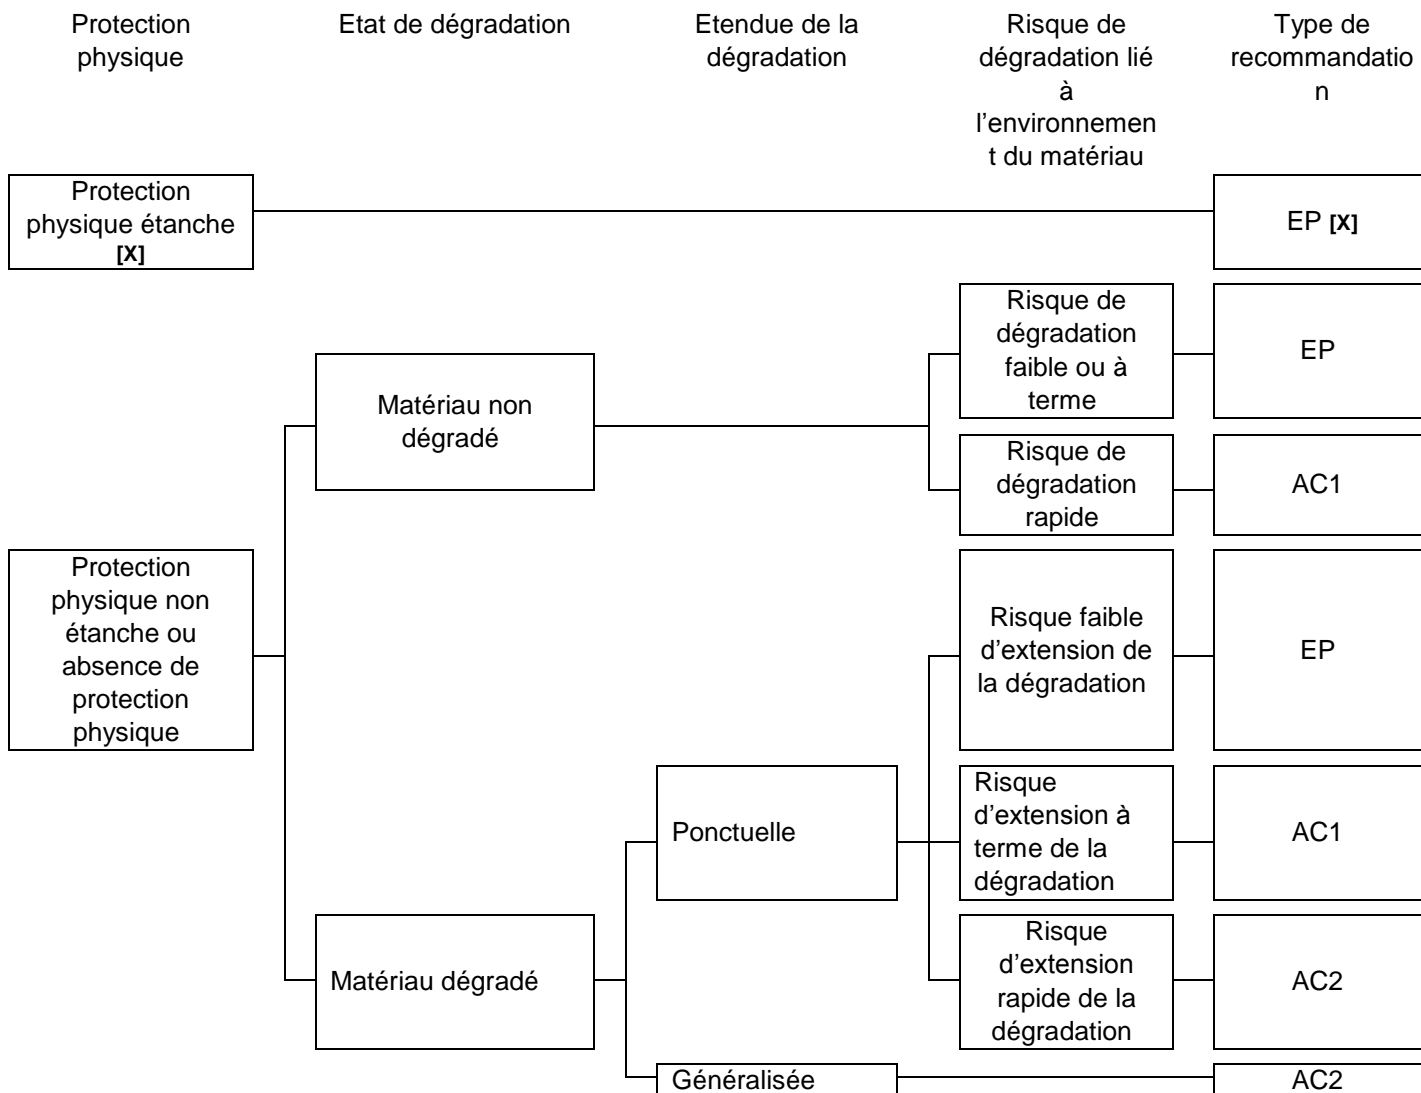 Protection
physique
Etat de dégradation
Etendue de la
dégradation
Risque de
dégradation lié
à
l’environnemen
t du matériau
Type de
recommandatio
n
Protection
physique étanche
[X]
EP [X]
Risque de
dégradation
faible ou à
terme
EP
Matériau non
dégradé
Risque de
dégradation
rapide
AC1
Protection
physique non
étanche ou
absence de
protection
physique
Risque faible
d’extension de
la dégradation
EP
Ponctuelle
Risque
d’extension à
terme de la
dégradation
AC1
Matériau dégradé
Risque
d’extension
rapide de la
dégradation
AC2
Généralisée
AC2